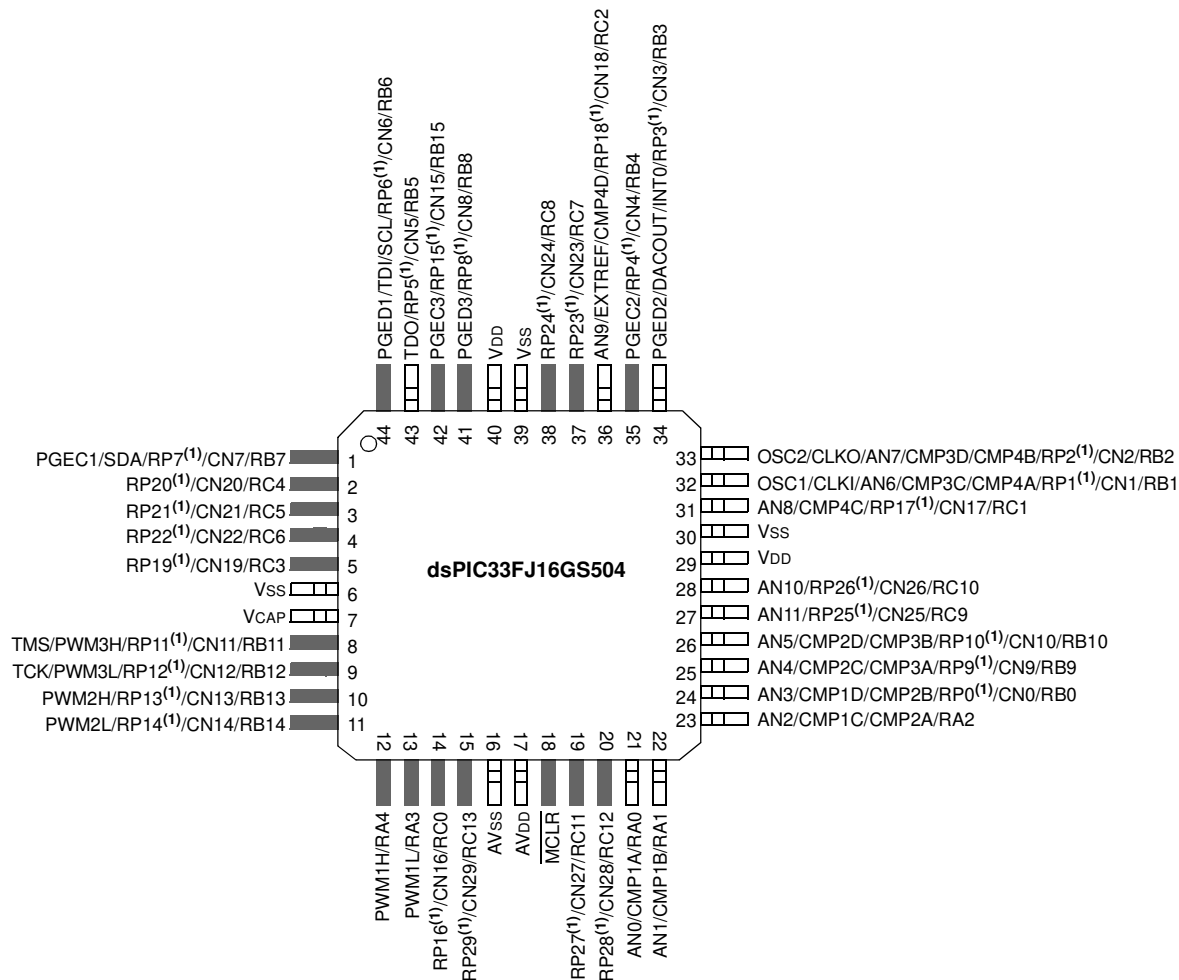 PGED1/TDI/SCL/RP6(1)/CN6/RB6
TDO/RP5(1)/CN5/RB5
PGEC3/RP15(1)/CN15/RB15
PGED3/RP8(1)/CN8/RB8
VDD
VSS
RP24(1)/CN24/RC8
RP23(1)/CN23/RC7
AN9/EXTREF/CMP4D/RP18(1)/CN18/RC2
PGEC2/RP4(1)/CN4/RB4
PGED2/DACOUT/INT0/RP3(1)/CN3/RB3
44 43 42 41 40 39 38 37 36 35 34
PGEC1/SDA/RP7(1)/CN7/RB7 1
RP20(1)/CN20/RC4 2
RP21(1)/CN21/RC5 3
RP22(1)/CN22/RC6 4
RP19(1)/CN19/RC3 5
VSS 6
VCAP 7
TMS/PWM3H/RP11(1)/CN11/RB11 8
TCK/PWM3L/RP12(1)/CN12/RB12 9
PWM2H/RP13(1)/CN13/RB13 10
PWM2L/RP14(1)/CN14/RB14 11
dsPIC33FJ16GS504
33 OSC2/CLKO/AN7/CMP3D/CMP4B/RP2(1)/CN2/RB2
32 OSC1/CLKI/AN6/CMP3C/CMP4A/RP1(1)/CN1/RB1
31 AN8/CMP4C/RP17(1)/CN17/RC1
30 VSS
29 VDD
28 AN10/RP26(1)/CN26/RC10
27 AN11/RP25(1)/CN25/RC9
26 AN5/CMP2D/CMP3B/RP10(1)/CN10/RB10
25 AN4/CMP2C/CMP3A/RP9(1)/CN9/RB9
24 AN3/CMP1D/CMP2B/RP0(1)/CN0/RB0
23 AN2/CMP1C/CMP2A/RA2
12 13 14 15 16 17 18 19 20 21 22
PWM1H/RA4
PWM1L/RA3
RP16(1)/CN16/RC0
RP29(1)/CN29/RC13
AVSS
AVDD
MCLR
RP27(1)/CN27/RC11
RP28(1)/CN28/RC12
AN0/CMP1A/RA0
AN1/CMP1B/RA1